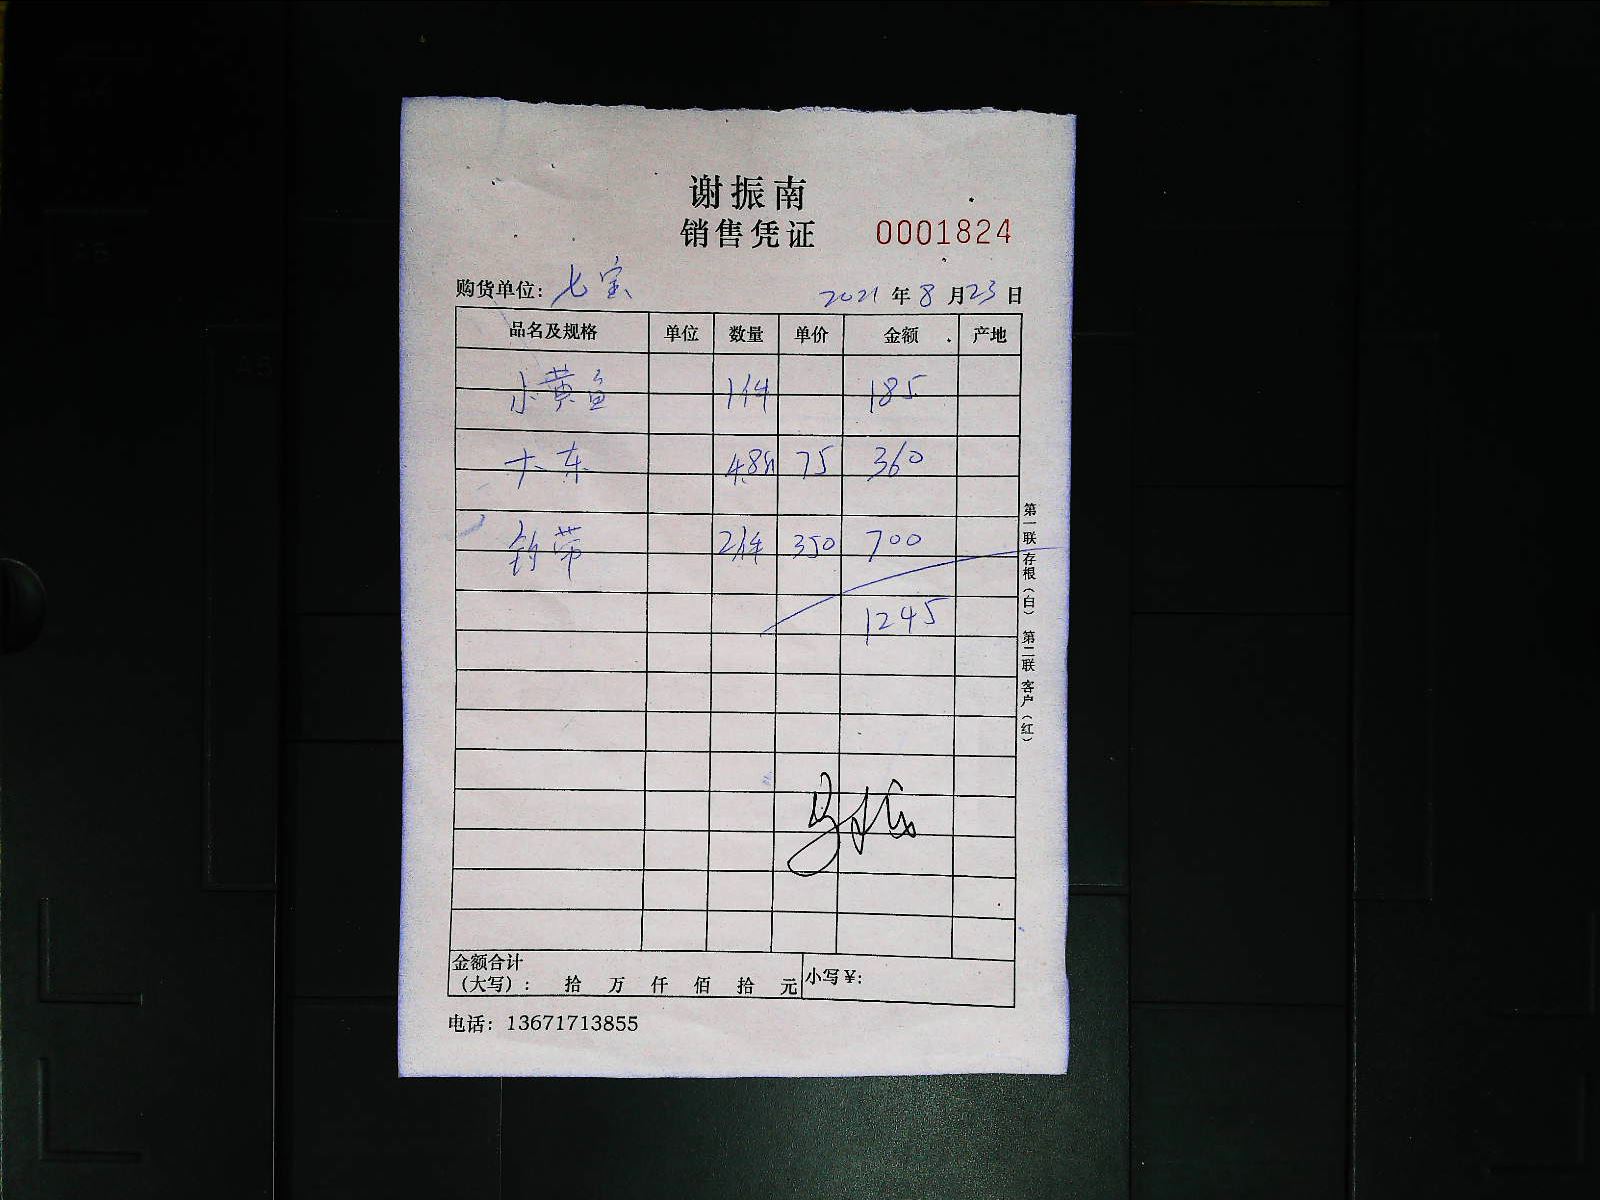 谢振南
销售凭证 0001824
购货单位：七宝 2021年8月23日
品名及规格 单位 数量 单价 金额 产地
小黄鱼 1件 185
大东 4.8 75 360
钓带 2件 350 700
1245
第一联 存根（白） 第二联 客户（红）
金额合计
（大写）： 拾 万 仟 佰 拾 元 小写￥：
电话：13671713855